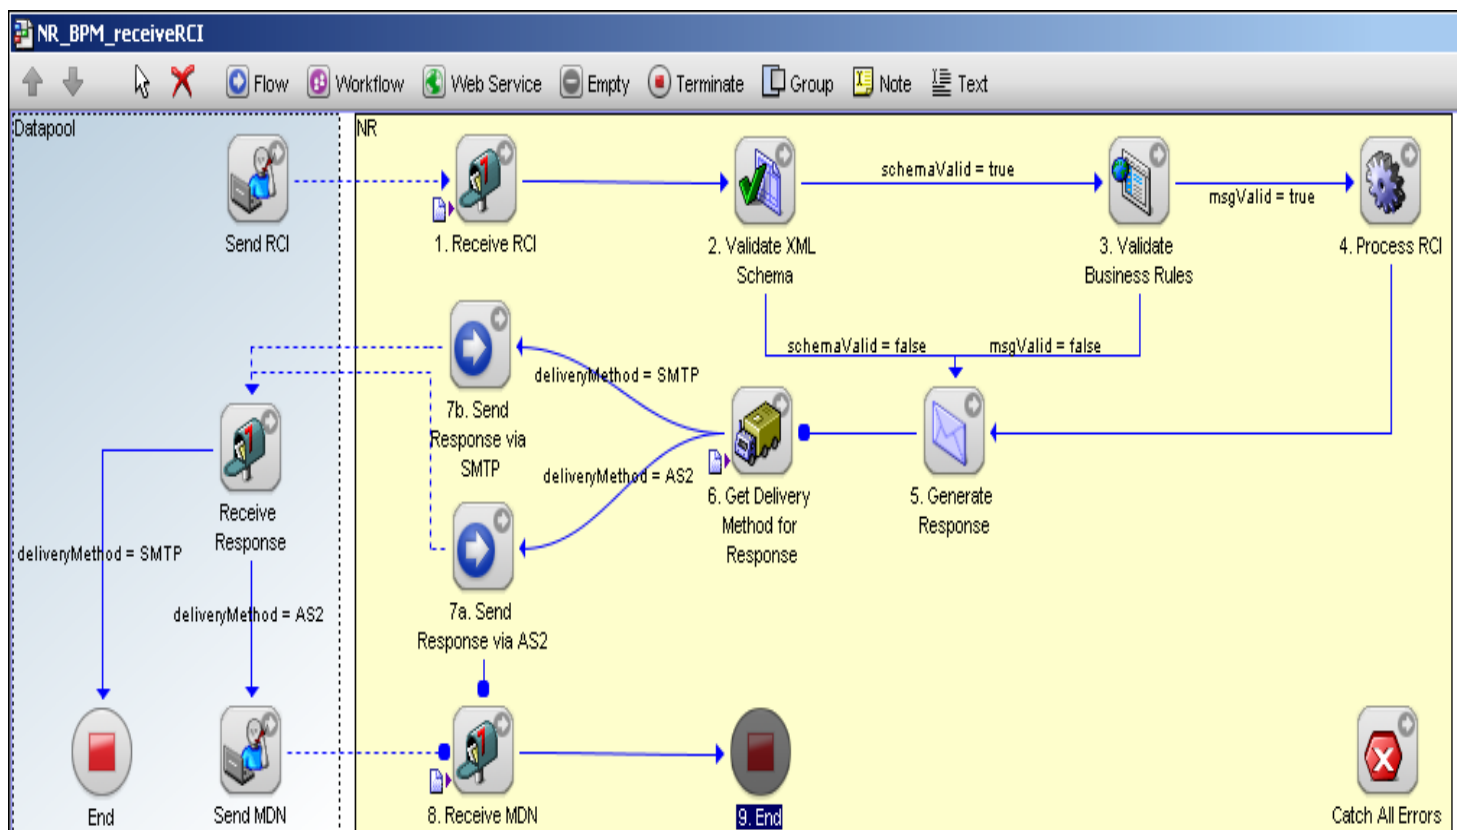 NR_BPM_receiveRCI
Flow Workflow Web Service Empty Terminate Group Note Text
Datapool
NR
Send RCI
1. Receive RCI
2. Validate XML
Schema
schemaValid = true
3. Validate
Business Rules
msgValid = true
4. Process RCI
schemaValid = false
msgValid = false
deliveryMethod = SMTP
7b. Send
Response via
SMTP
deliveryMethod = AS2
6. Get Delivery
Method for
Response
5. Generate
Response
Receive
Response
deliveryMethod = SMTP
deliveryMethod = AS2
7a. Send
Response via AS2
End
Send MDN
8. Receive MDN
9. End
Catch All Errors